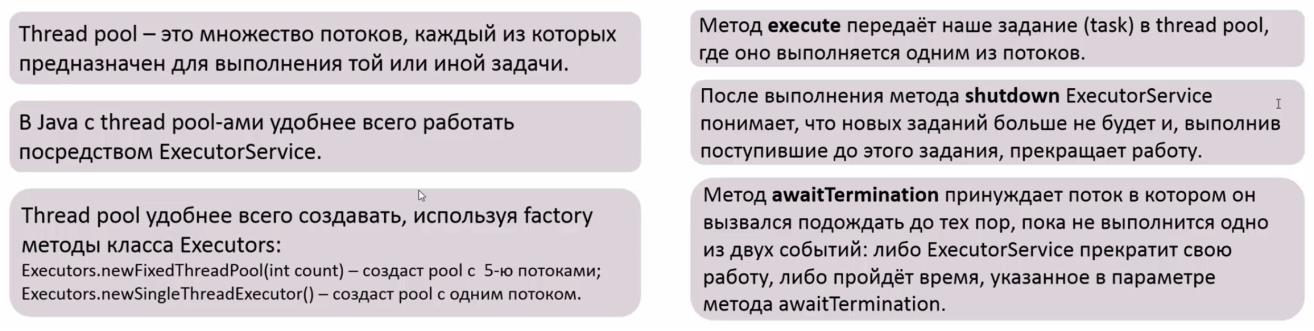 Thread pool – это множество потоков, каждый из которых
предназначен для выполнения той или иной задачи.
В Java с thread pool-ами удобнее всего работать
посредством ExecutorService.
Thread pool удобнее всего создавать, используя factory
методы класса Executors:
Executors.newFixedThreadPool(int count) – создаст pool с 5-ю потоками;
Executors.newSingleThreadExecutor() – создаст pool с одним потоком.
Метод execute передаёт наше задание (task) в thread pool,
где оно выполняется одним из потоков.
После выполнения метода shutdown ExecutorService
понимает, что новых заданий больше не будет и, выполнив
поступившие до этого задания, прекращает работу.
Метод awaitTermination принуждает поток в котором он
вызвался подождать до тех пор, пока не выполнится одно
из двух событий: либо ExecutorService прекратит свою
работу, либо пройдёт время, указанное в параметре
метода awaitTermination.